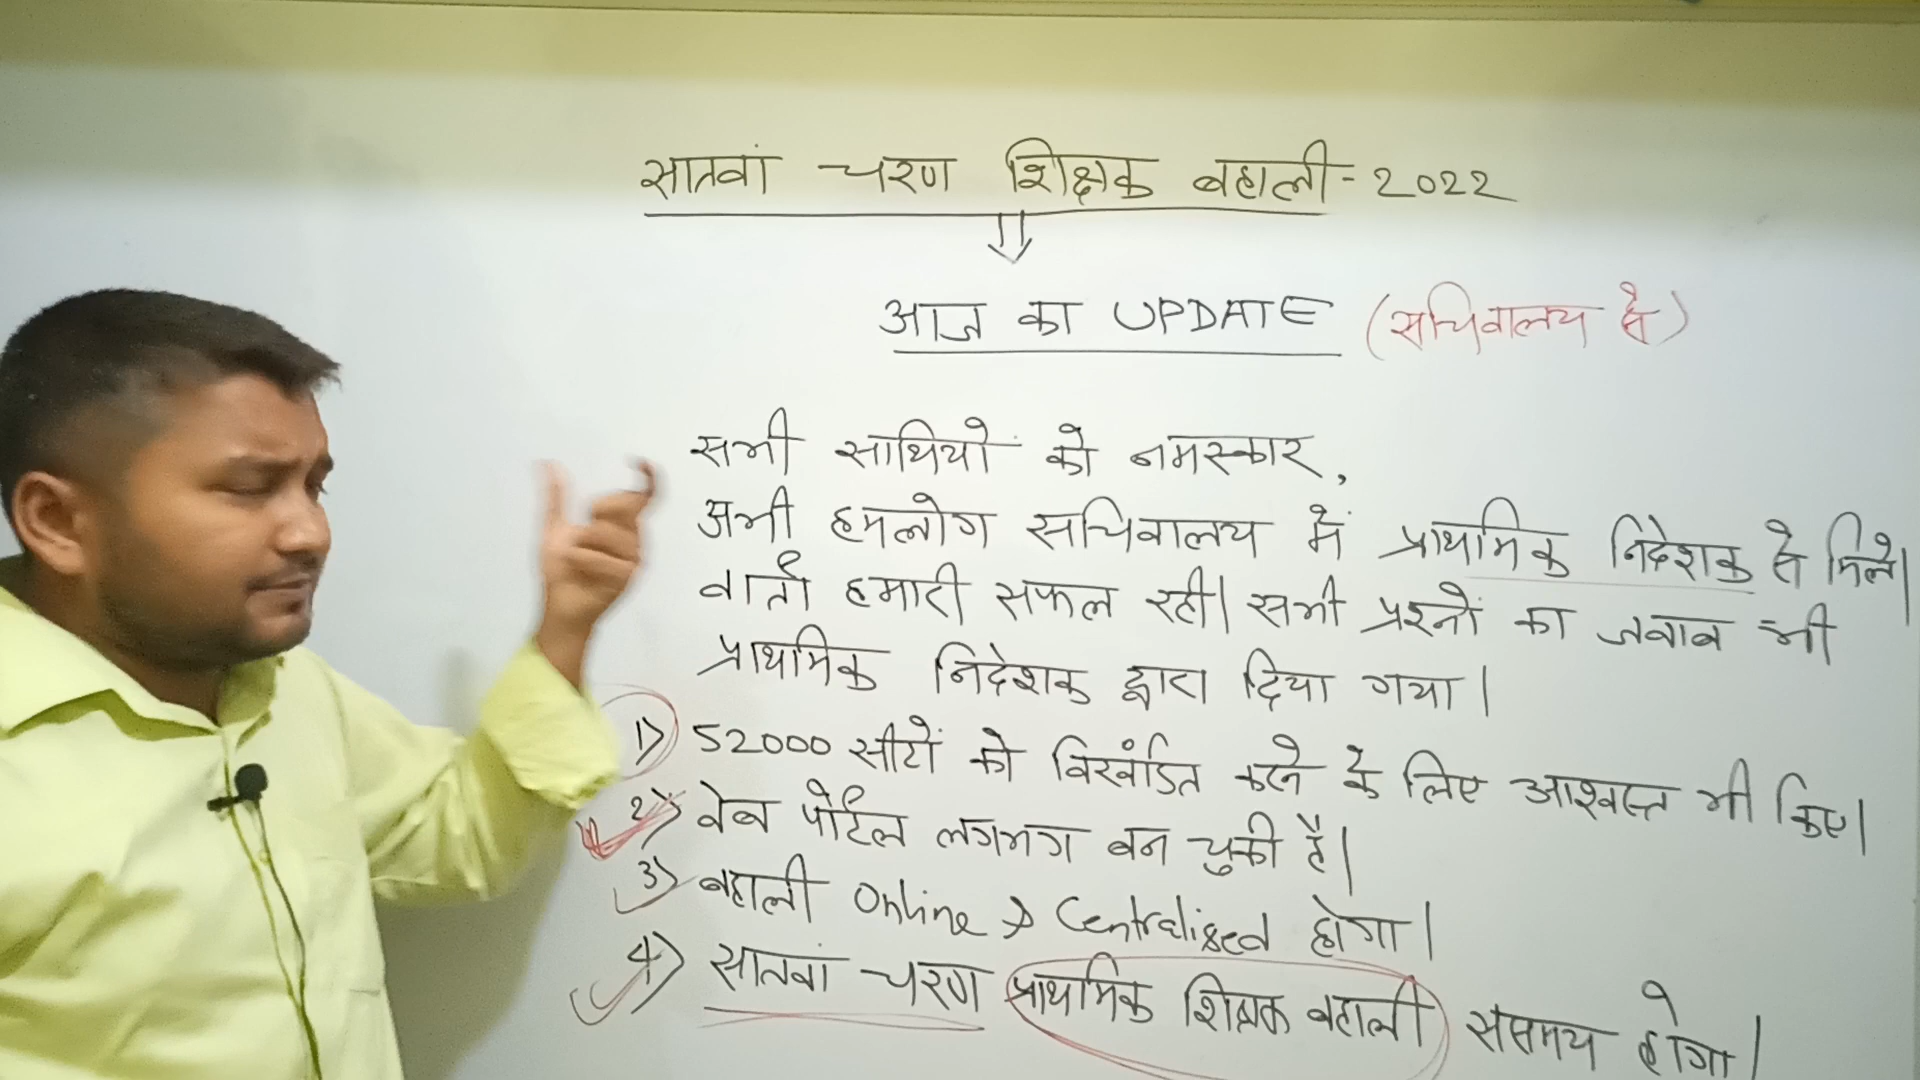 सातवां चरण शिक्षक बहाली - 2022
आज का UPDATE (सचिवालय से)
सभी साथियों को नमस्कार,
अभी हमलोग सचिवालय में प्राथमिक निदेशक से मिले।
वार्ता हमारी सफल रही। सभी प्रश्नों का जवाब भी
प्राथमिक निदेशक द्वारा दिया गया।
1) 52000 सीटों को विखंडित करने के लिए आश्वस्त भी किए।
2) वेब पोर्टल लगभग बन चुकी है।
3) बहाली Online & Centralised होगा।
4) सातवां चरण प्राथमिक शिक्षक बहाली ससमय होगा।